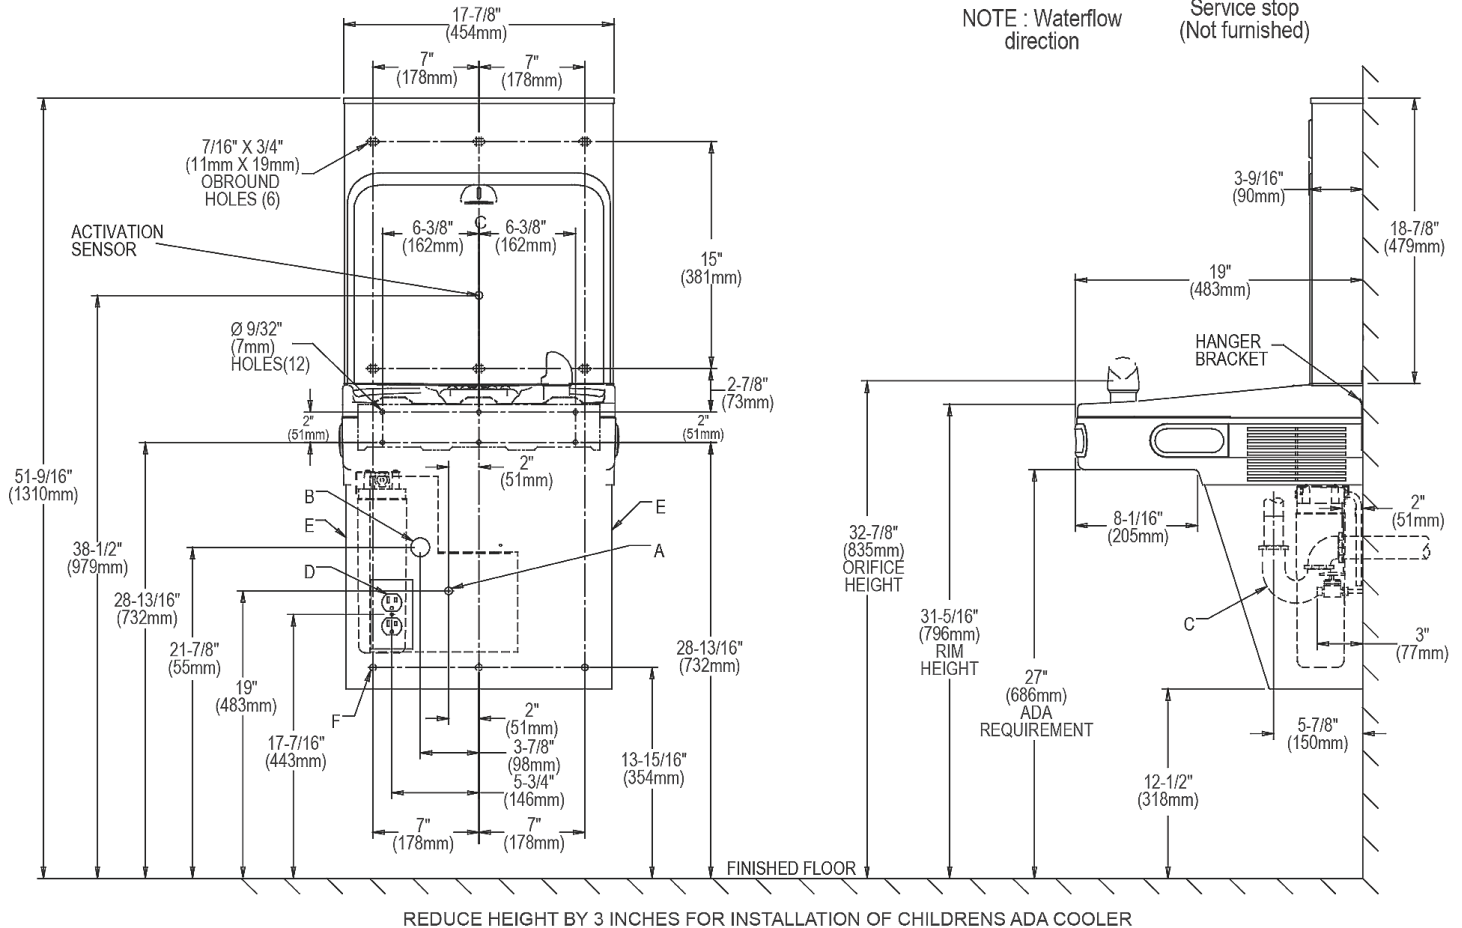 17-7/8"
(454mm)
7"
(178mm)
7"
(178mm)
NOTE : Waterflow
direction
Service stop
(Not furnished)
7/16" X 3/4"
(11mm X 19mm)
OBROUND
HOLES (6)
ACTIVATION
SENSOR
C
6-3/8"
(162mm)
6-3/8"
(162mm)
15"
(381mm)
3-9/16"
(90mm)
18-7/8"
(479mm)
19"
(483mm)
HANGER
BRACKET
Ø 9/32"
(7mm)
HOLES(12)
2-7/8"
(73mm)
2"
(51mm)
2"
(51mm)
51-9/16"
(1310mm)
2"
(51mm)
B
E
E
A
D
38-1/2"
(979mm)
28-13/16"
(732mm)
21-7/8"
(55mm)
19"
(483mm)
17-7/16"
(443mm)
F
2"
(51mm)
3-7/8"
(98mm)
5-3/4"
(146mm)
7"
(178mm)
7"
(178mm)
28-13/16"
(732mm)
13-15/16"
(354mm)
32-7/8"
(835mm)
ORIFICE
HEIGHT
31-5/16"
(796mm)
RIM
HEIGHT
27"
(686mm)
ADA
REQUIREMENT
8-1/16"
(205mm)
2"
(51mm)
C
3"
(77mm)
5-7/8"
(150mm)
12-1/2"
(318mm)
FINISHED FLOOR
REDUCE HEIGHT BY 3 INCHES FOR INSTALLATION OF CHILDRENS ADA COOLER